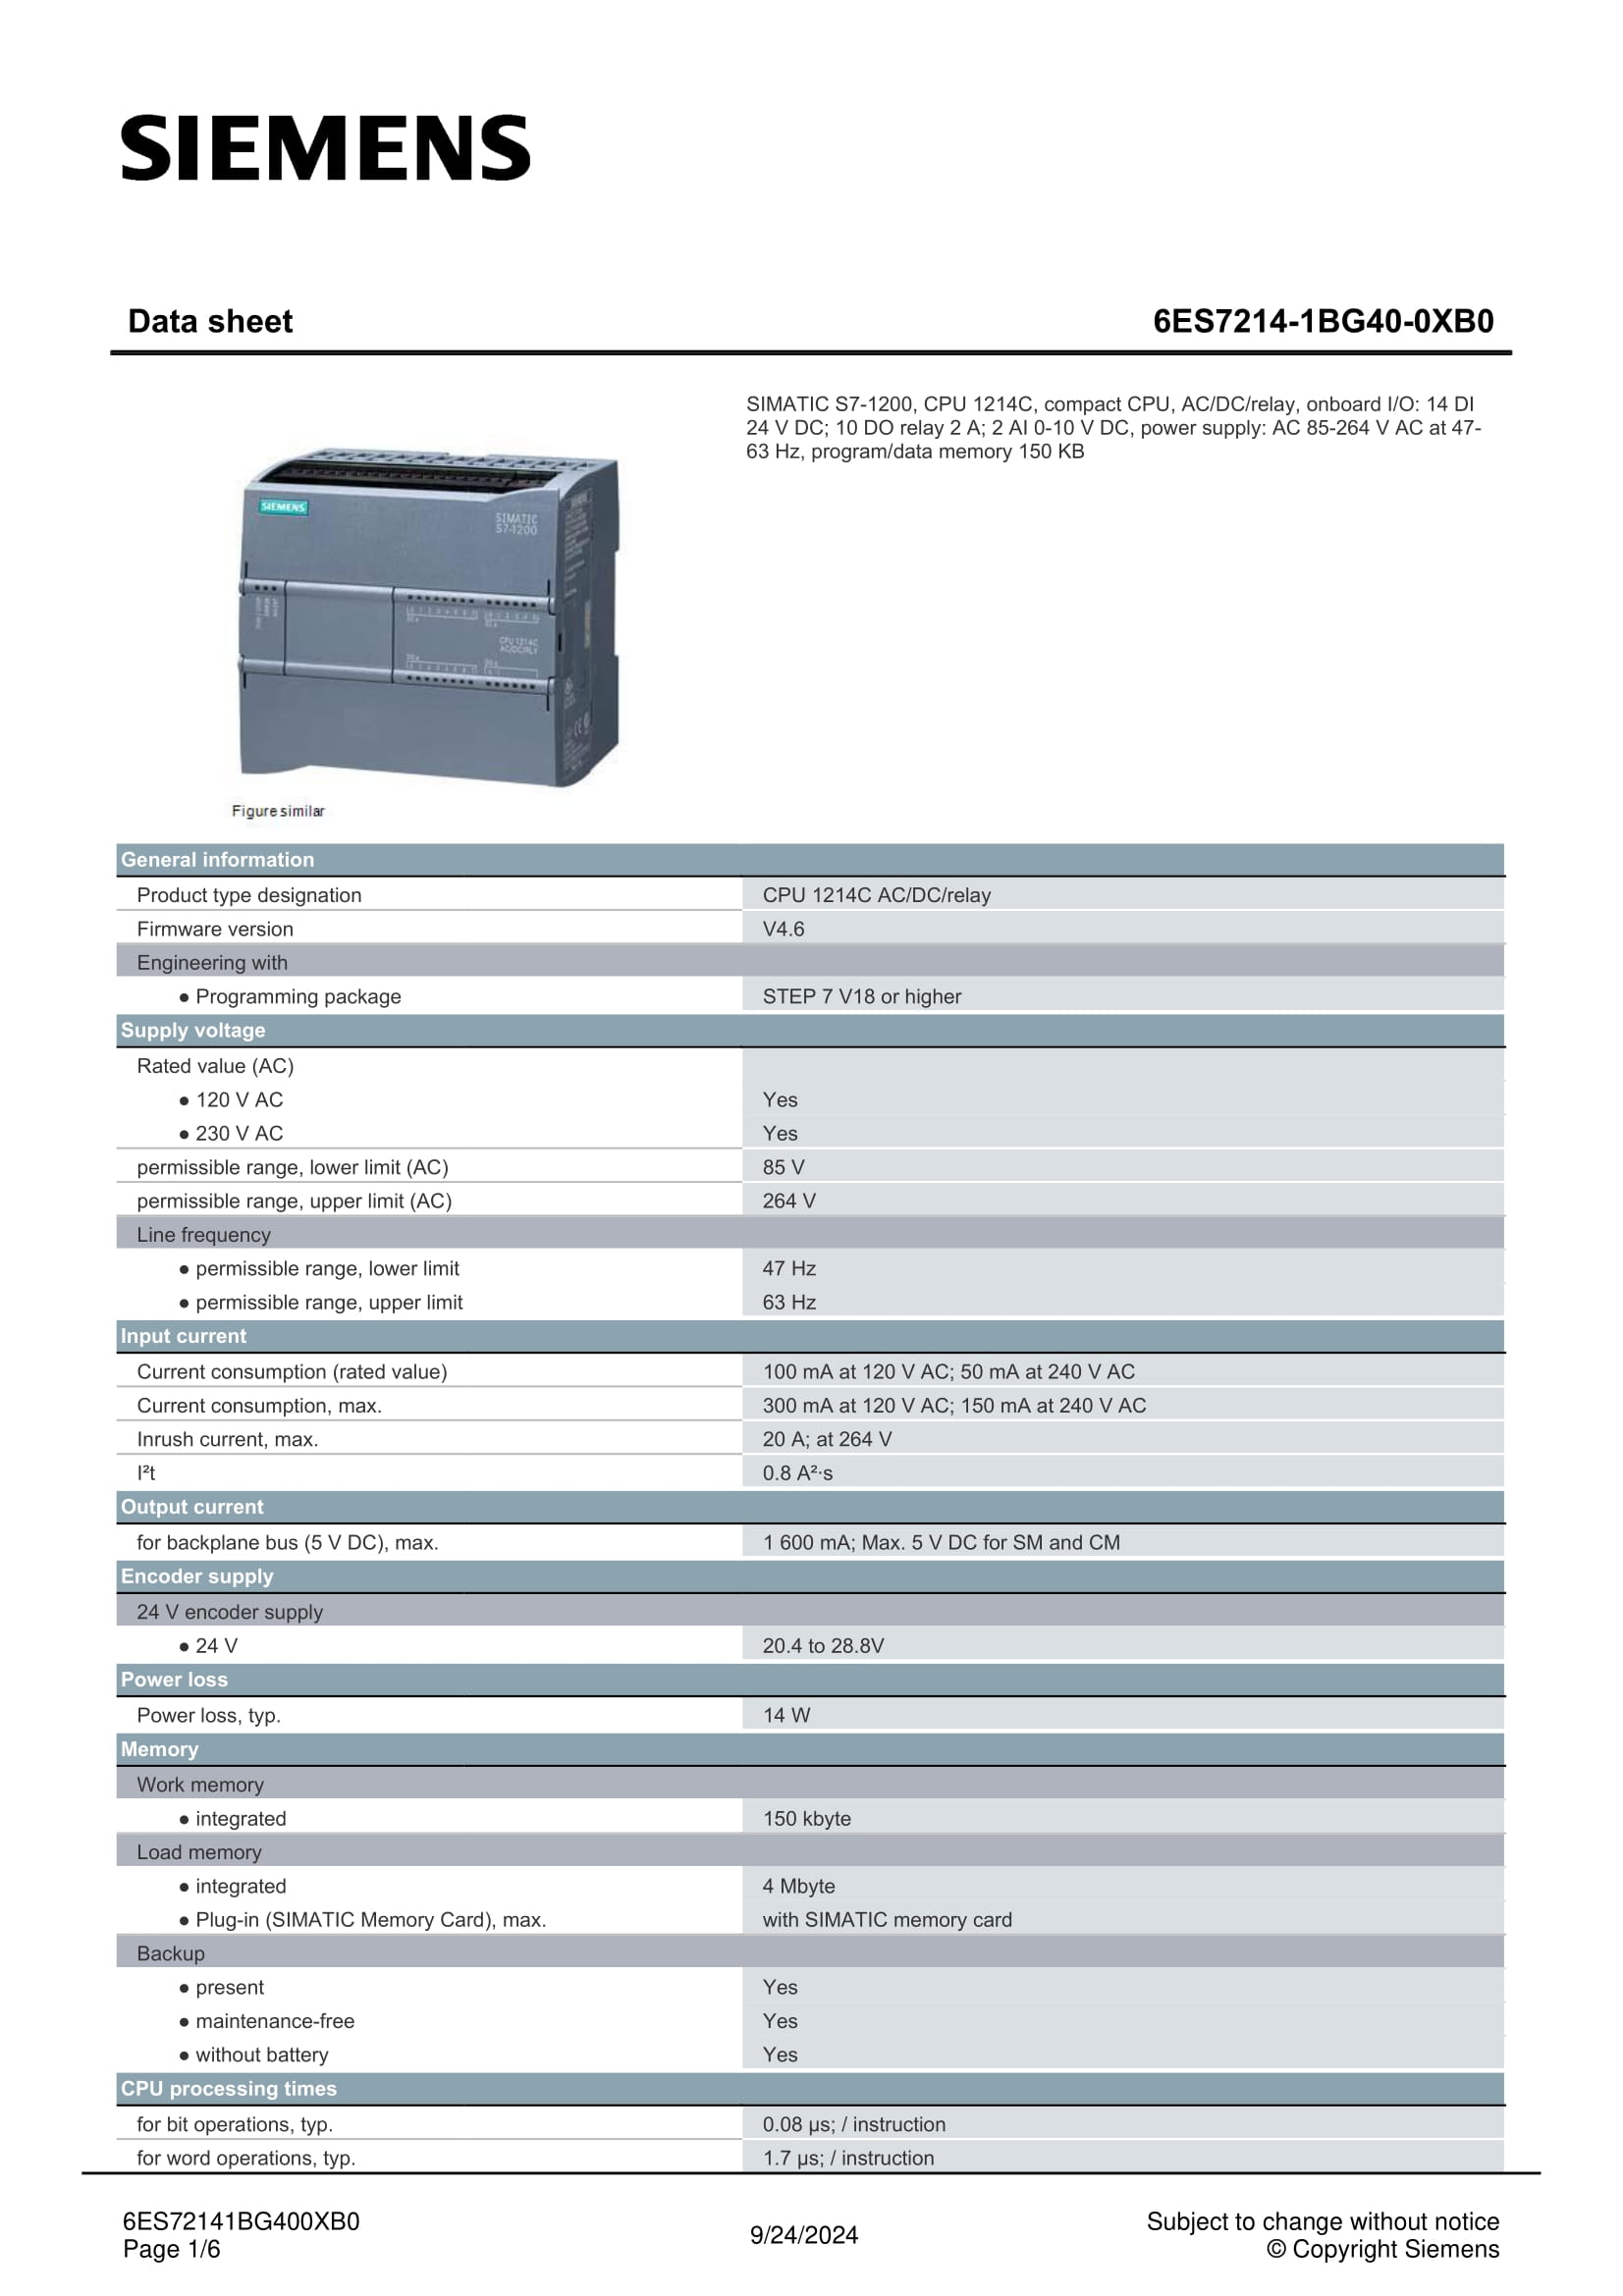 SIEMENS
Data sheet
6ES7214-1BG40-0XB0
SIMATIC S7-1200, CPU 1214C, compact CPU, AC/DC/relay, onboard I/O: 14 DI
24 V DC; 10 DO relay 2 A; 2 AI 0-10 V DC, power supply: AC 85-264 V AC at 47-
63 Hz, program/data memory 150 KB
SIEMENS
SIMATIC
S7-1200
CPU 1214C
AC/DC/RLY
Figure similar
General information
Product type designation CPU 1214C AC/DC/relay
Firmware version V4.6
Engineering with
● Programming package STEP 7 V18 or higher
Supply voltage
Rated value (AC)
● 120 V AC Yes
● 230 V AC Yes
permissible range, lower limit (AC) 85 V
permissible range, upper limit (AC) 264 V
Line frequency
● permissible range, lower limit 47 Hz
● permissible range, upper limit 63 Hz
Input current
Current consumption (rated value) 100 mA at 120 V AC; 50 mA at 240 V AC
Current consumption, max. 300 mA at 120 V AC; 150 mA at 240 V AC
Inrush current, max. 20 A; at 264 V
I²t 0.8 A²·s
Output current
for backplane bus (5 V DC), max. 1 600 mA; Max. 5 V DC for SM and CM
Encoder supply
24 V encoder supply
● 24 V 20.4 to 28.8V
Power loss
Power loss, typ. 14 W
Memory
Work memory
● integrated 150 kbyte
Load memory
● integrated 4 Mbyte
● Plug-in (SIMATIC Memory Card), max. with SIMATIC memory card
Backup
● present Yes
● maintenance-free Yes
● without battery Yes
CPU processing times
for bit operations, typ. 0.08 µs; / instruction
for word operations, typ. 1.7 µs; / instruction
6ES72141BG400XB0
Page 1/6
9/24/2024
Subject to change without notice
© Copyright Siemens